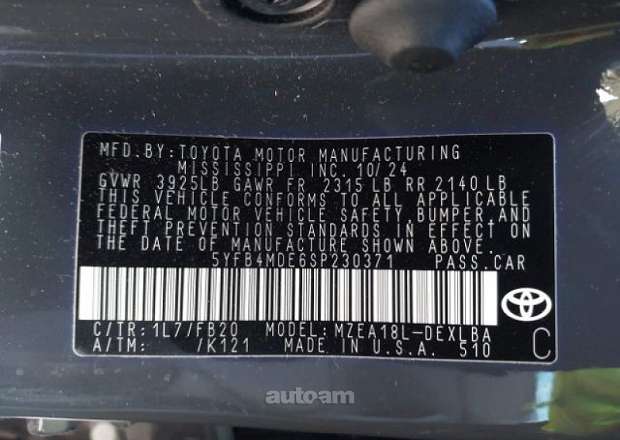 MFD.BY:TOYOTA MOTOR MANUFACTURING
MISSISSIPPI INC. 10/24
GVWR 3925LB GAWR FR 2315 LB RR 2140 LB
THIS VEHICLE CONFORMS TO ALL APPLICABLE
FEDERAL MOTOR VEHICLE SAFETY, BUMPER, AND
THEFT PREVENTION STANDARDS IN EFFECT ON
THE DATE OF MANUFACTURE SHOWN ABOVE.
5YFB4MDE6SP230371 PASS.CAR
C/TR:1L7/FB20 MODEL:MZEA18L-DEXLBA
A/TM: /K121 MADE IN U.S.A. 510
C
autoam